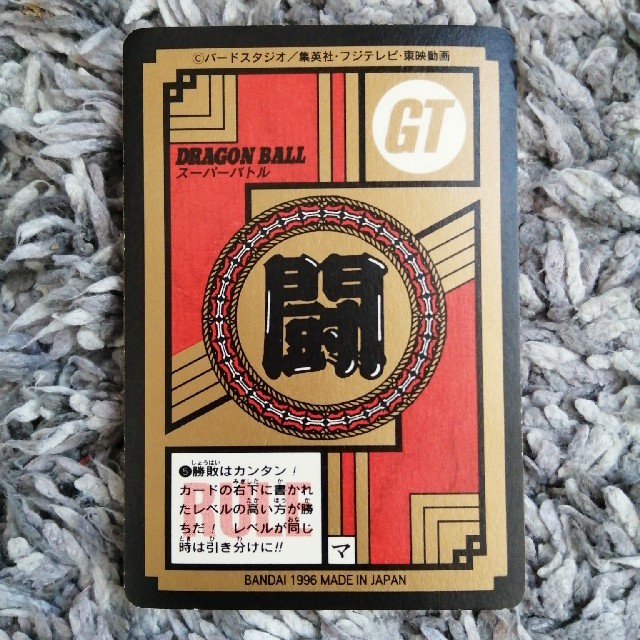 ©バードスタジオ/集英社・フジテレビ・東映動画
GT
DRAGON BALL
スーパーバトル
闘
RULE
❺勝敗はカンタン!
カードの右下に書かれ
たレベルの高い方が勝
ちだ!レベルが同じ
時は引き分けに!!
マ
BANDAI 1996 MADE IN JAPAN